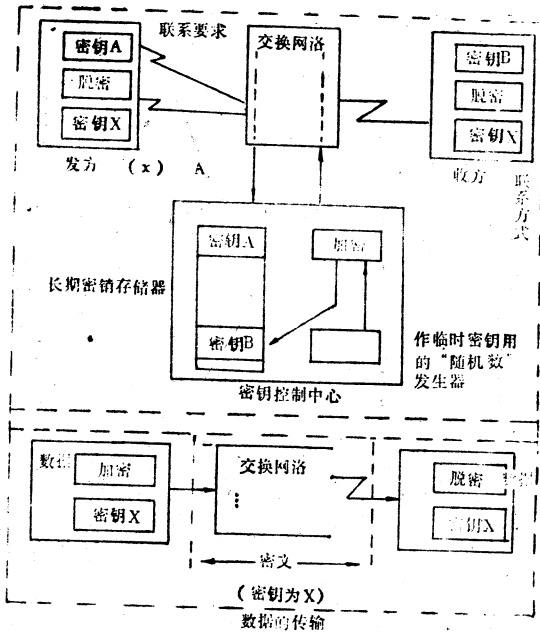 联系要求
交换网络
密钥A
脱密
密钥X
密钥B
脱密
密钥X
发方 (x) A
收方
联系方式
密钥A
加密
长期密销存储器
密钥B
作临时密钥用
的“随机数”
发生器
密钥控制中心
数据
加密
密钥X
交换网络
脱密
密钥X
密文
(密钥为X)
数据的传输